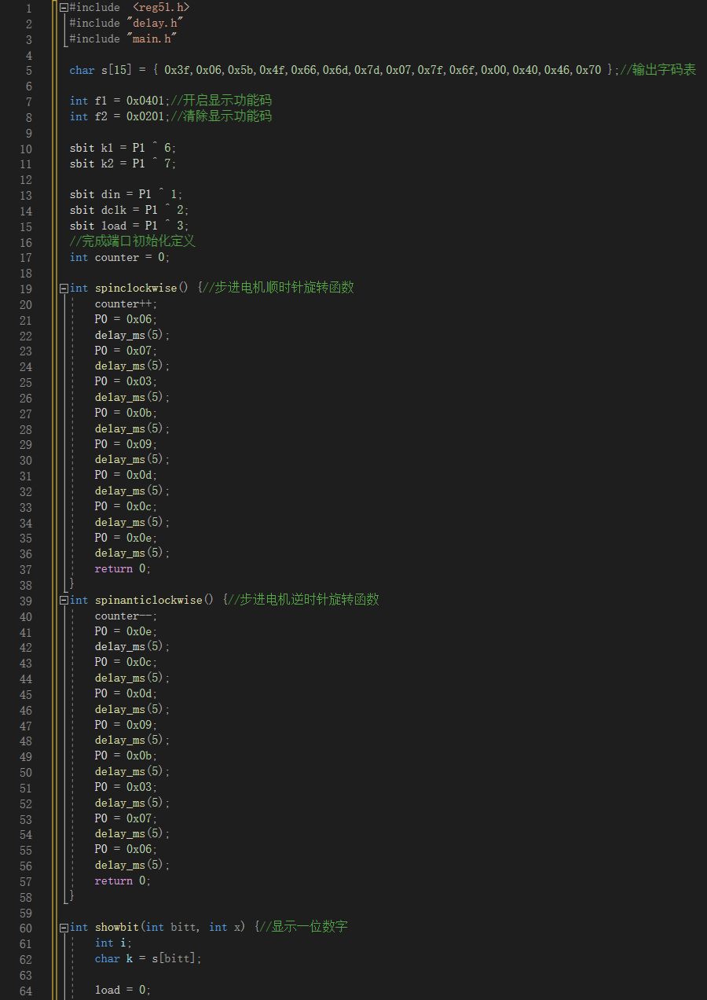 1 #include  <reg51.h>
2 #include "delay.h"
3 #include "main.h"
4
5 char s[15] = { 0x3f,0x06,0x5b,0x4f,0x66,0x6d,0x7d,0x07,0x7f,0x6f,0x00,0x40,0x46,0x70 };//输出字码表
6
7 int f1 = 0x0401;//开启显示功能码
8 int f2 = 0x0201;//清除显示功能码
9
10 sbit k1 = P1 ^ 6;
11 sbit k2 = P1 ^ 7;
12
13 sbit din = P1 ^ 1;
14 sbit dclk = P1 ^ 2;
15 sbit load = P1 ^ 3;
16 //完成端口初始化定义
17 int counter = 0;
18
19 int spinclockwise() {//步进电机顺时针旋转函数
20 counter++;
21 P0 = 0x06;
22 delay_ms(5);
23 P0 = 0x07;
24 delay_ms(5);
25 P0 = 0x03;
26 delay_ms(5);
27 P0 = 0x0b;
28 delay_ms(5);
29 P0 = 0x09;
30 delay_ms(5);
31 P0 = 0x0d;
32 delay_ms(5);
33 P0 = 0x0c;
34 delay_ms(5);
35 P0 = 0x0e;
36 delay_ms(5);
37 return 0;
38 }
39 int spinanticlockwise() {//步进电机逆时针旋转函数
40 counter--;
41 P0 = 0x0e;
42 delay_ms(5);
43 P0 = 0x0c;
44 delay_ms(5);
45 P0 = 0x0d;
46 delay_ms(5);
47 P0 = 0x09;
48 delay_ms(5);
49 P0 = 0x0b;
50 delay_ms(5);
51 P0 = 0x03;
52 delay_ms(5);
53 P0 = 0x07;
54 delay_ms(5);
55 P0 = 0x06;
56 delay_ms(5);
57 return 0;
58 }
59
60 int showbit(int bitt, int x) {//显示一位数字
61 int i;
62 char k = s[bitt];
63
64 load = 0;